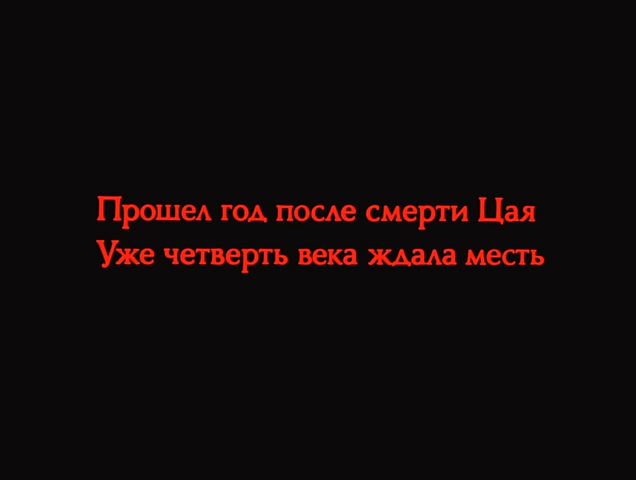 Прошел год после смерти Цая
Уже четверть века ждала месть